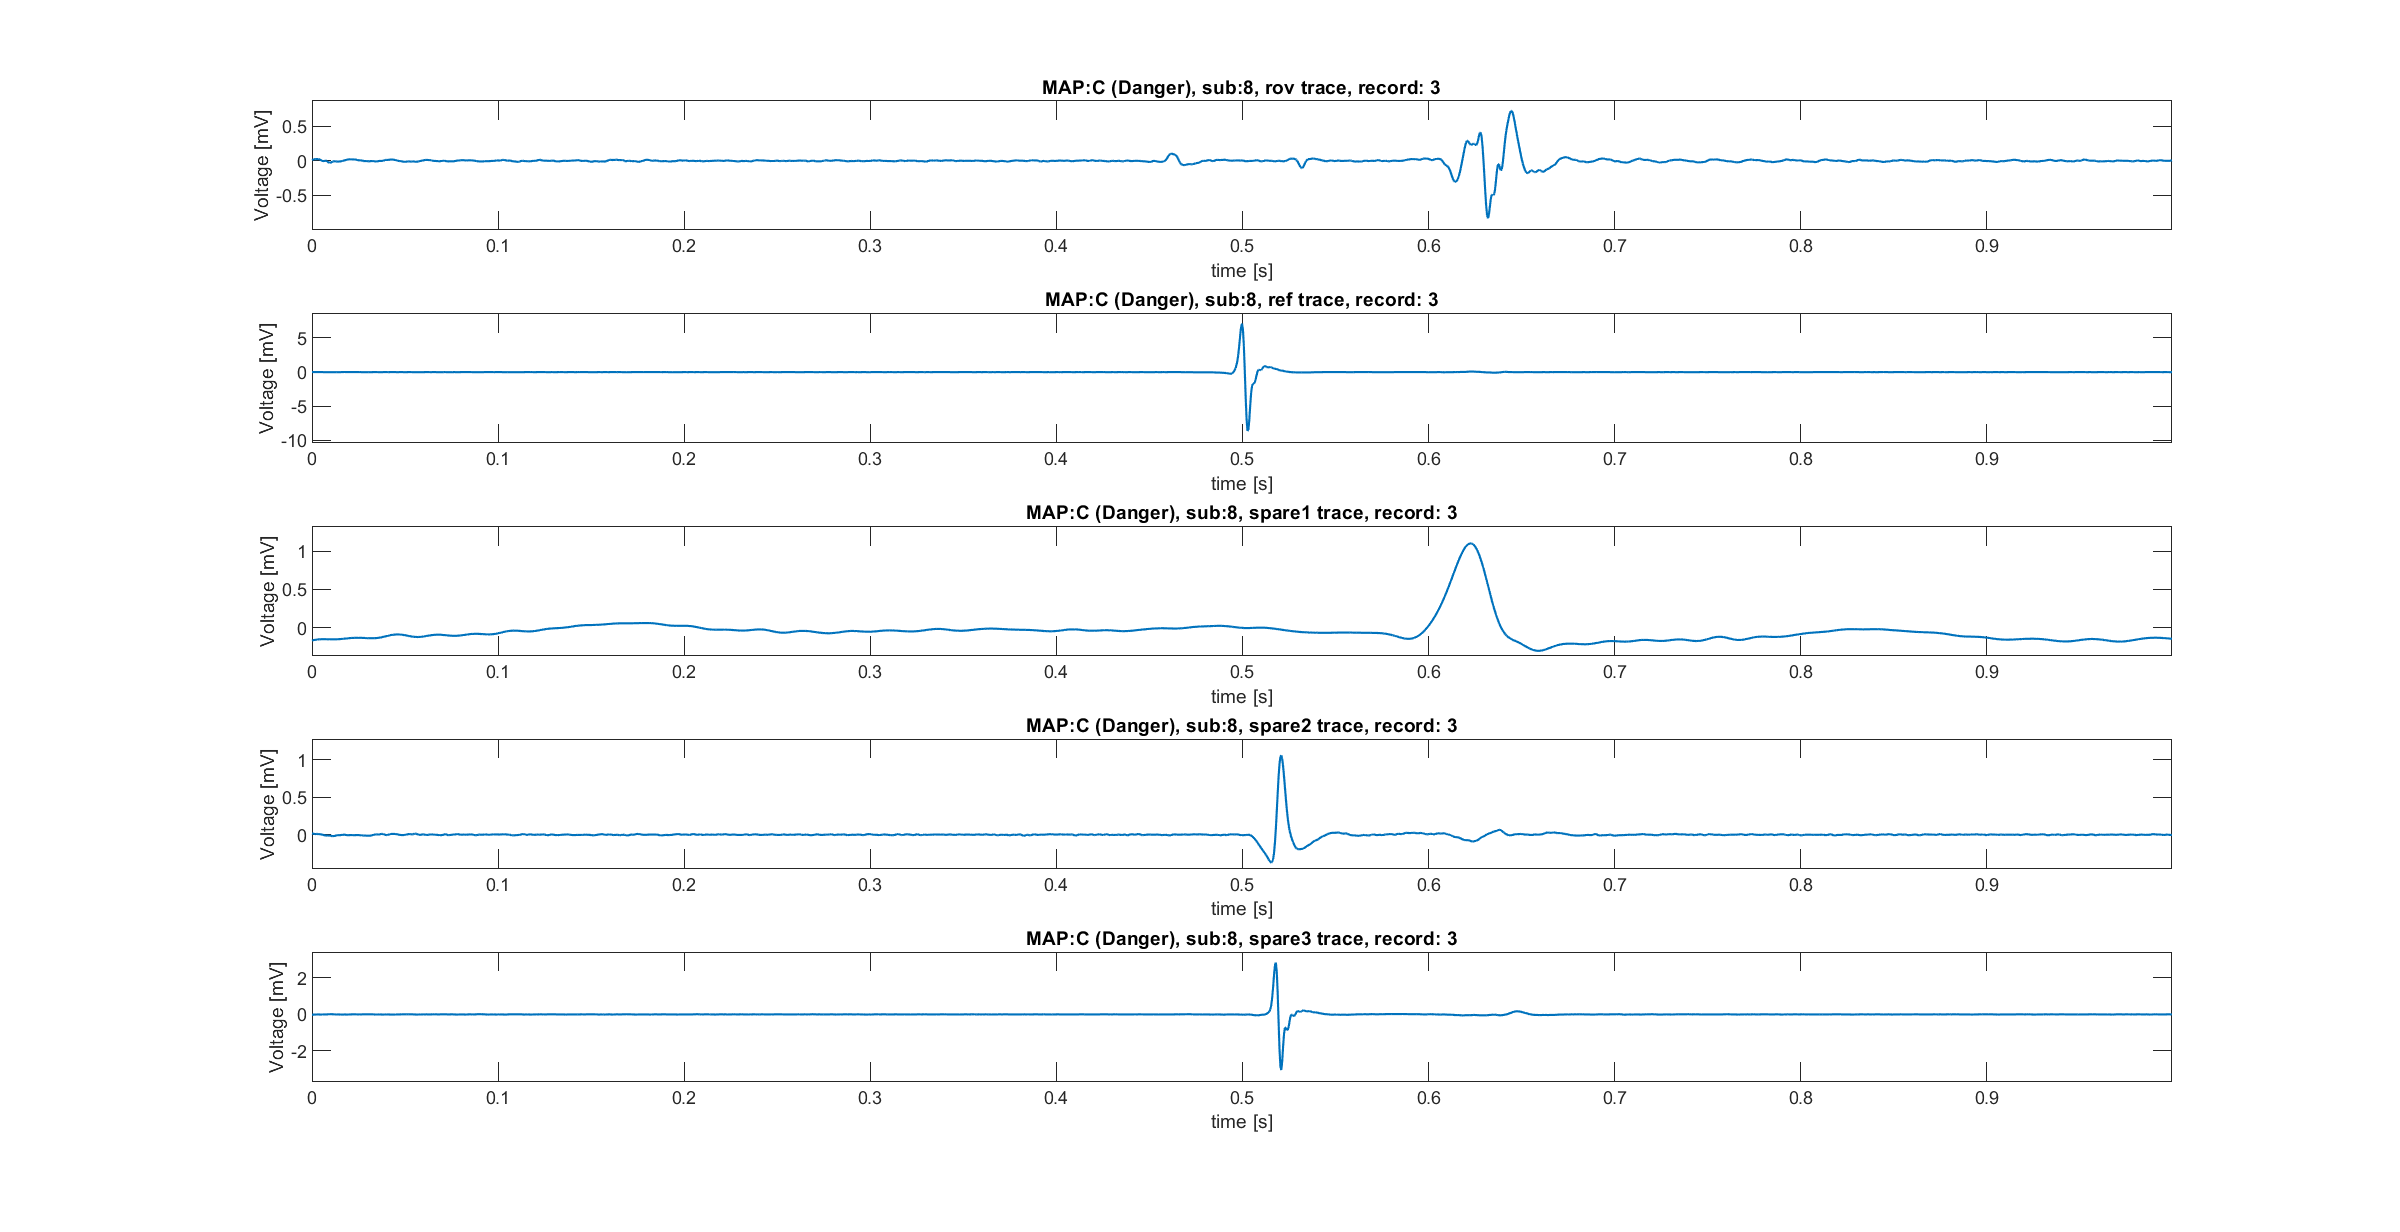 MAP:C (Danger), sub:8, rov trace, record: 3
Voltage [mV]
0.5
0
-0.5
0 0.1 0.2 0.3 0.4 0.5 0.6 0.7 0.8 0.9
time [s]
MAP:C (Danger), sub:8, ref trace, record: 3
Voltage [mV]
5
0
-5
-10
0 0.1 0.2 0.3 0.4 0.5 0.6 0.7 0.8 0.9
time [s]
MAP:C (Danger), sub:8, spare1 trace, record: 3
Voltage [mV]
1
0.5
0
0 0.1 0.2 0.3 0.4 0.5 0.6 0.7 0.8 0.9
time [s]
MAP:C (Danger), sub:8, spare2 trace, record: 3
Voltage [mV]
1
0.5
0
0 0.1 0.2 0.3 0.4 0.5 0.6 0.7 0.8 0.9
time [s]
MAP:C (Danger), sub:8, spare3 trace, record: 3
Voltage [mV]
2
0
-2
0 0.1 0.2 0.3 0.4 0.5 0.6 0.7 0.8 0.9
time [s]